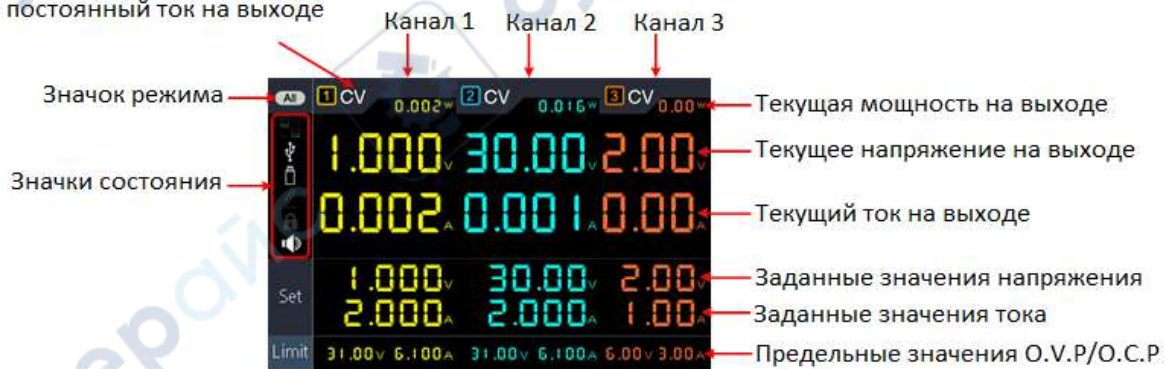 постоянный ток на выходе
Канал 1 Канал 2 Канал 3
Значок режима
All 1 CV 0.002W 2 CV 0.016W 3 CV 0.00W
Текущая мощность на выходе
1.000V 30.00V 2.00V
Текущее напряжение на выходе
Значки состояния
0.002A 0.001A 0.00A
Текущий ток на выходе
Set
1.000V 30.00V 2.00V
Заданные значения напряжения
2.000A 2.000A 1.00A
Заданные значения тока
Limit 31.00V 6.100A 31.00V 6.100A 6.00V 3.00A
Предельные значения O.V.P/O.C.P